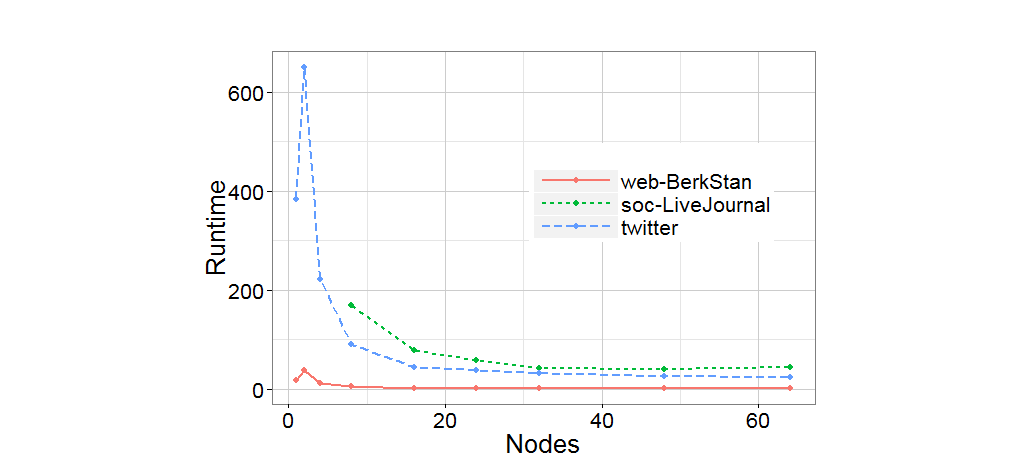 600
400
200
0
Runtime
web-BerkStan
soc-LiveJournal
twitter
0 20 40 60
Nodes